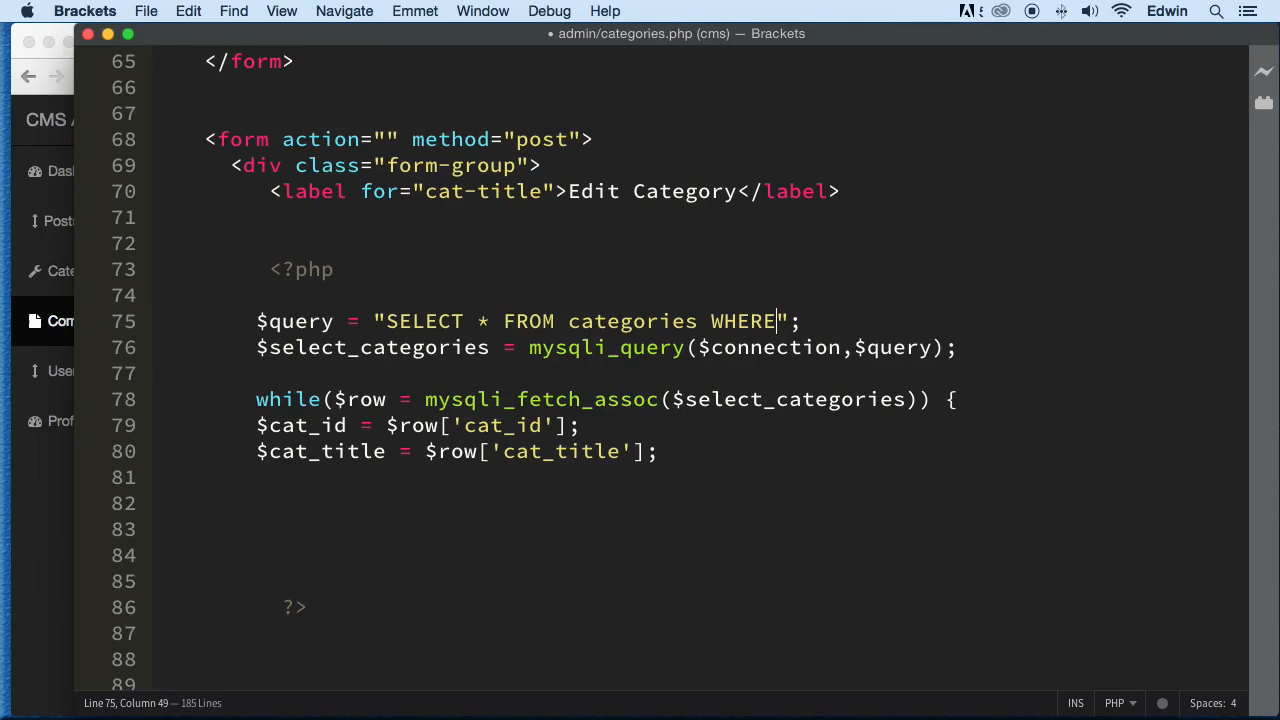 Brackets File Edit Find View Navigate Emmet Window Debug Help 5 Edwin
• admin/categories.php (cms) — Brackets
CMS
Dash
Posts
Cate
Com
User
Prof
65 </form>
66
67
68 <form action="" method="post">
69 <div class="form-group">
70 <label for="cat-title">Edit Category</label>
71
72
73 <?php
74
75 $query = "SELECT * FROM categories WHERE";
76 $select_categories = mysqli_query($connection,$query);
77
78 while($row = mysqli_fetch_assoc($select_categories)) {
79 $cat_id = $row['cat_id'];
80 $cat_title = $row['cat_title'];
81
82
83
84
85
86 ?>
87
88
89
Line 75, Column 49 — 185 Lines INS PHP Spaces: 4